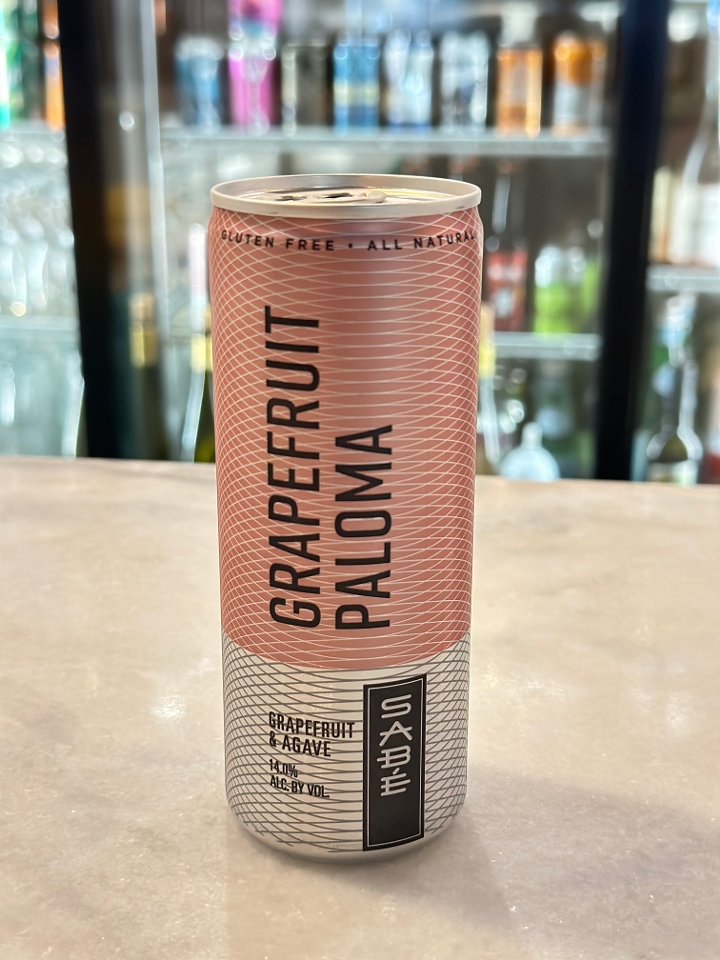 GLUTEN FREE • ALL NATURAL
GRAPEFRUIT
PALOMA
GRAPEFRUIT
& AGAVE
14.0%
ALC. BY VOL.
SABÉ